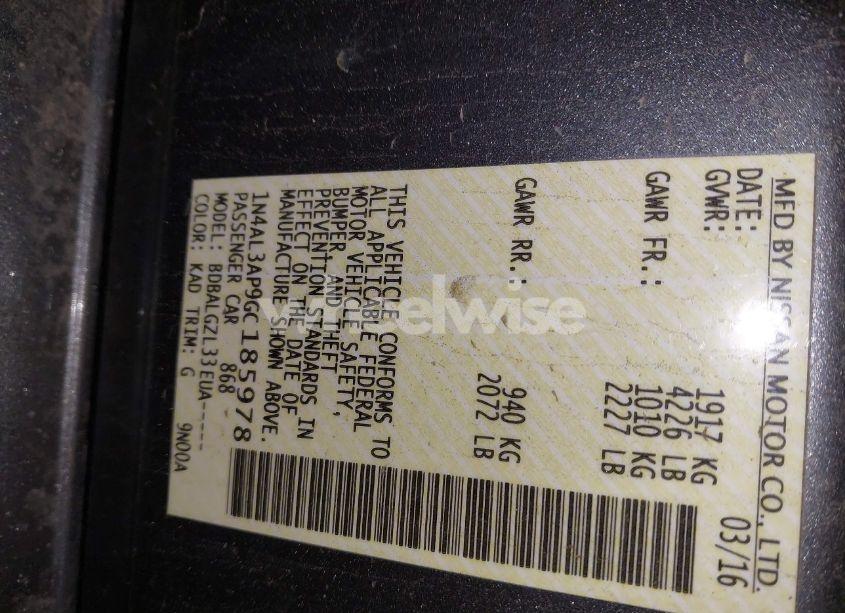 MFD BY NISSAN MOTOR CO., LTD.
DATE: 03/16
GVWR: 1917 KG
4226 LB
GAWR FR.: 1010 KG
2227 LB
GAWR RR.: 940 KG
2072 LB
THIS VEHICLE CONFORMS TO
ALL APPLICABLE FEDERAL
MOTOR VEHICLE SAFETY,
BUMPER, AND THEFT
PREVENTION STANDARDS IN
EFFECT ON THE DATE OF
MANUFACTURE SHOWN ABOVE.
1N4AL3AP9GC185978
PASSENGER CAR 868
MODEL: BDBALGZL33EUA-----
COLOR: KAD TRIM: G 9N00A
wheelwise